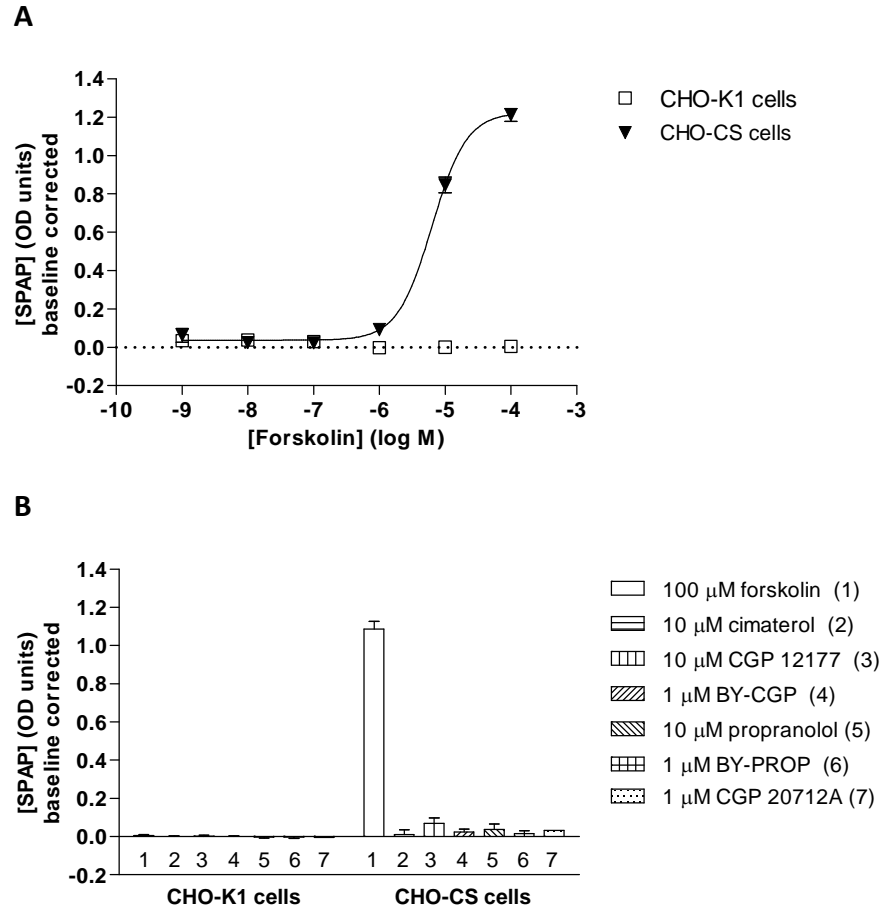 A
[SPAP] (OD units)
baseline corrected
1.4
1.2
1.0
0.8
0.6
0.4
0.2
0.0
-0.2
-10
-9
-8
-7
-6
-5
-4
-3
[Forskolin] (log M)
CHO-K1 cells
CHO-CS cells
B
[SPAP] (OD units)
baseline corrected
1.4
1.2
1.0
0.8
0.6
0.4
0.2
0.0
-0.2
1 2 3 4 5 6 7
1 2 3 4 5 6 7
CHO-K1 cells
CHO-CS cells
100 μM forskolin (1)
10 μM cimaterol (2)
10 μM CGP 12177 (3)
1 μM BY-CGP (4)
10 μM propranolol (5)
1 μM BY-PROP (6)
1 μM CGP 20712A (7)